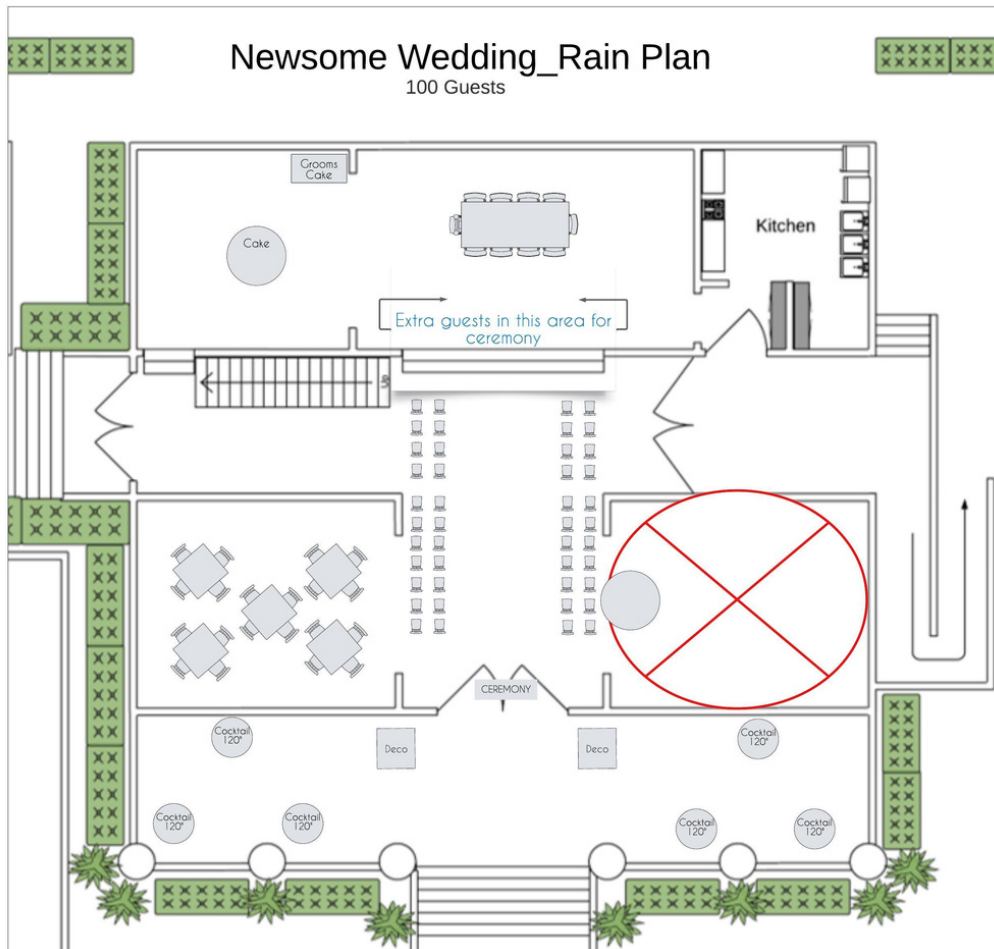 Newsome Wedding_Rain Plan
100 Guests
Grooms
Cake
Cake
Kitchen
Extra guests in this area for
ceremony
Up
CEREMONY
Cocktail
120"
Deco
Deco
Cocktail
120"
Cocktail
120"
Cocktail
120"
Cocktail
120"
Cocktail
120"